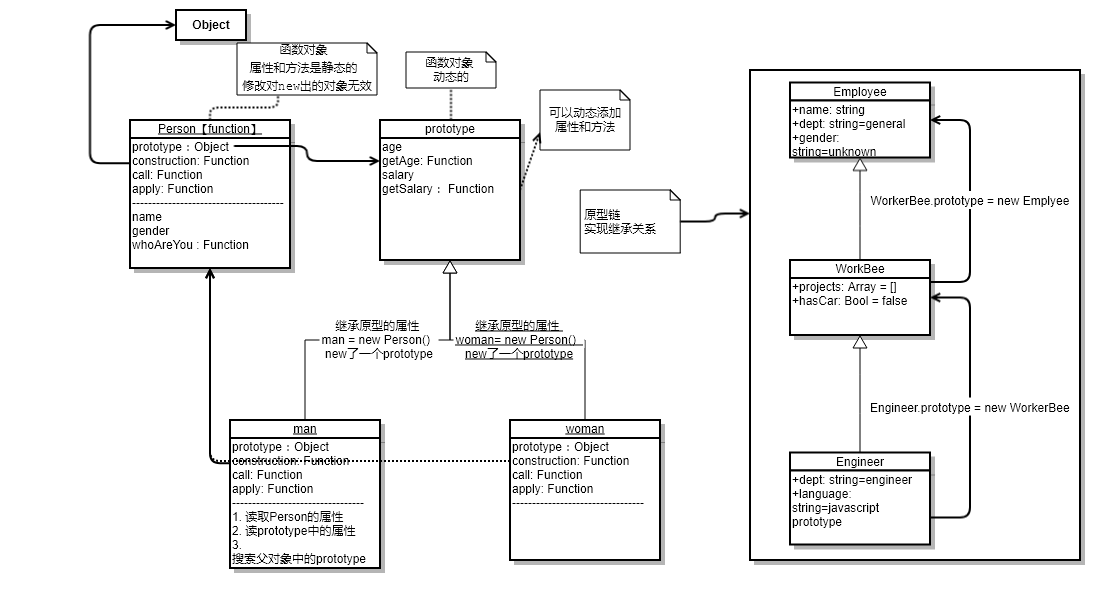 Object
函数对象
属性和方法是静态的
修改对new出的对象无效
Person【function】
prototype：Object
construction: Function
call: Function
apply: Function
name
gender
whoAreYou : Function
函数对象
动态的
prototype
age
getAge: Function
salary
getSalary： Function
可以动态添加
属性和方法
继承原型的属性
man = new Person()
new了一个prototype
继承原型的属性
woman= new Person()
new了一个prototype
man
prototype：Object
construction: Function
call: Function
apply: Function
1. 读取Person的属性
2. 读prototype中的属性
3.
搜索父对象中的prototype
woman
prototype：Object
construction: Function
call: Function
apply: Function
原型链
实现继承关系
Employee
+name: string
+dept: string=general
+gender:
string=unknown
WorkerBee.prototype = new Emplyee
WorkBee
+projects: Array = []
+hasCar: Bool = false
Engineer.prototype = new WorkerBee
Engineer
+dept: string=engineer
+language:
string=javascript
prototype